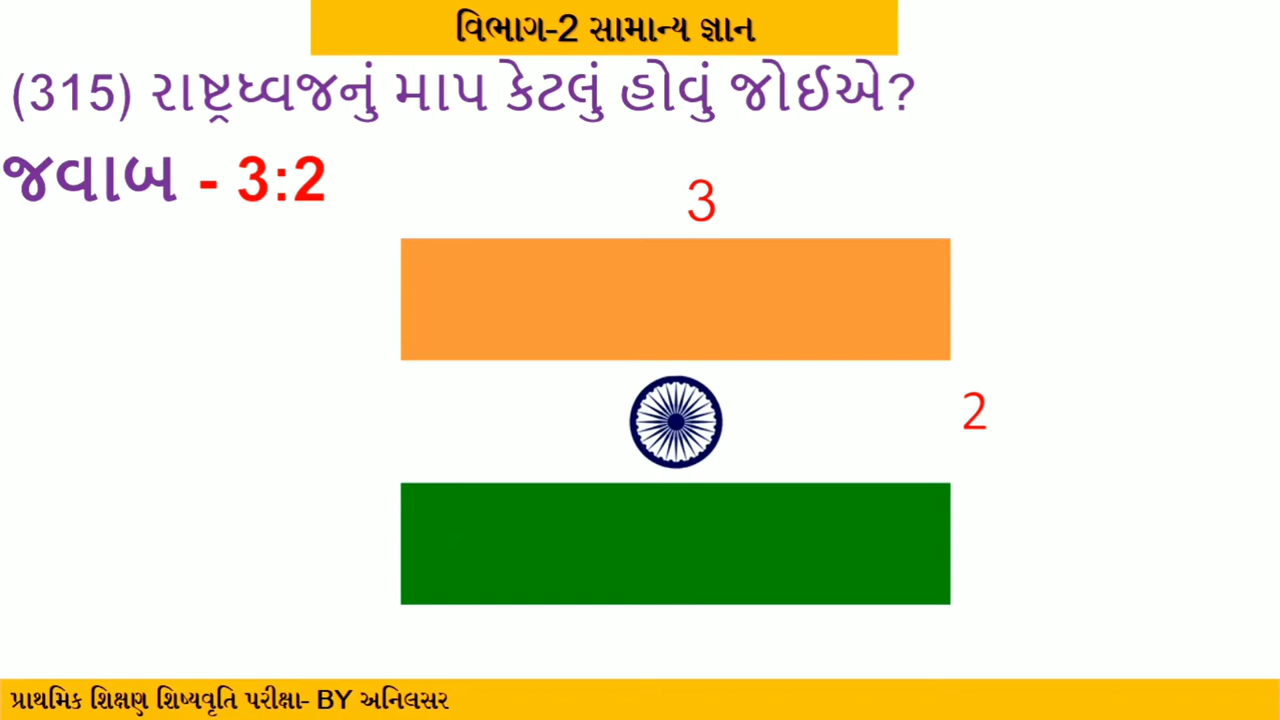 વિભાગ-2 સામાન્ય જ્ઞાન
(315) રાષ્ટ્રધ્વજનું માપ કેટલું હોવું જોઈએ?
જવાબ - 3:2
3
2
પ્રાથમિક શિક્ષણ શિષ્યવૃતિ પરીક્ષા- BY અનિલસર